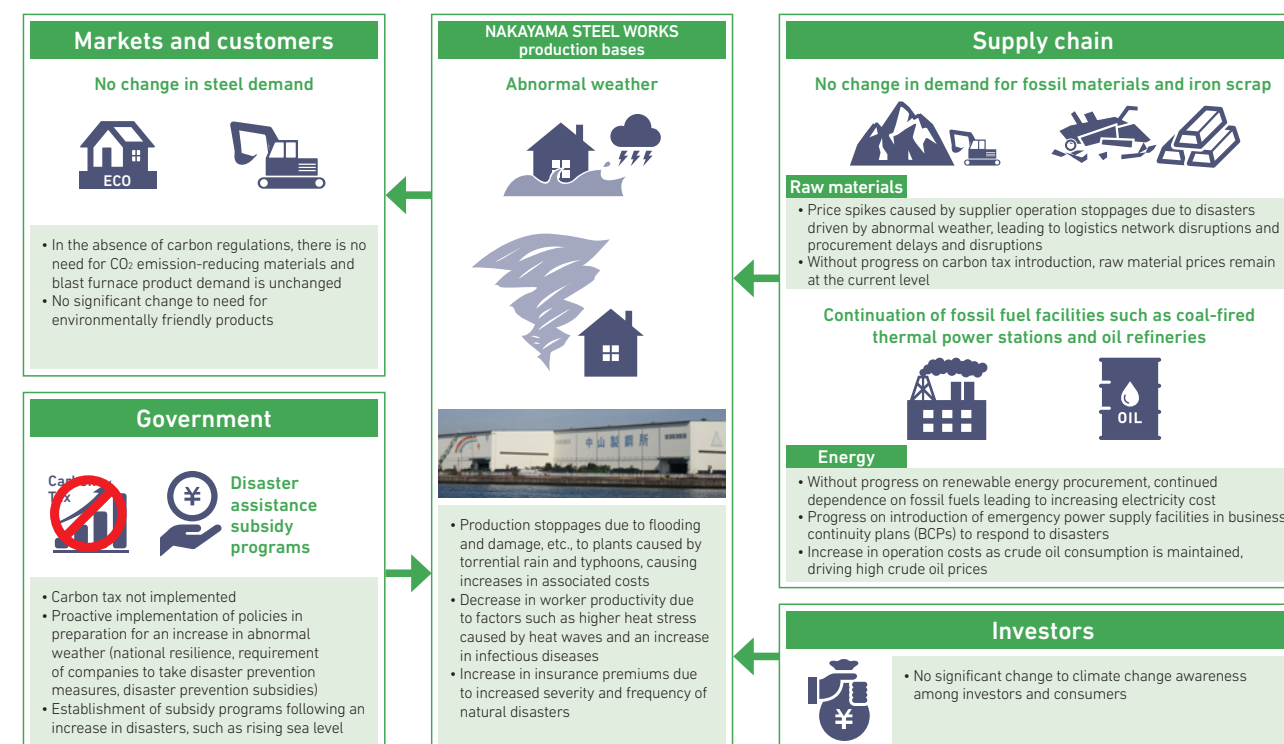 Markets and customers
No change in steel demand
ECO
• In the absence of carbon regulations, there is no
need for CO₂ emission-reducing materials and
blast furnace product demand is unchanged
• No significant change to need for
environmentally friendly products
Government
Disaster
assistance
subsidy
programs
• Carbon tax not implemented
• Proactive implementation of policies in
preparation for an increase in abnormal
weather (national resilience, requirement
of companies to take disaster prevention
measures, disaster prevention subsidies)
• Establishment of subsidy programs following an
increase in disasters, such as rising sea level
NAKAYAMA STEEL WORKS
production bases
Abnormal weather
中山製鋼所
• Production stoppages due to flooding
and damage, etc., to plants caused by
torrential rain and typhoons, causing
increases in associated costs
• Decrease in worker productivity due
to factors such as higher heat stress
caused by heat waves and an increase
in infectious diseases
• Increase in insurance premiums due
to increased severity and frequency of
natural disasters
Supply chain
No change in demand for fossil materials and iron scrap
Raw materials
• Price spikes caused by supplier operation stoppages due to disasters
driven by abnormal weather, leading to logistics network disruptions and
procurement delays and disruptions
• Without progress on carbon tax introduction, raw material prices remain
at the current level
Continuation of fossil fuel facilities such as coal-fired
thermal power stations and oil refineries
OIL
Energy
• Without progress on renewable energy procurement, continued
dependence on fossil fuels leading to increasing electricity cost
• Progress on introduction of emergency power supply facilities in business
continuity plans (BCPs) to respond to disasters
• Increase in operation costs as crude oil consumption is maintained,
driving high crude oil prices
Investors
• No significant change to climate change awareness
among investors and consumers